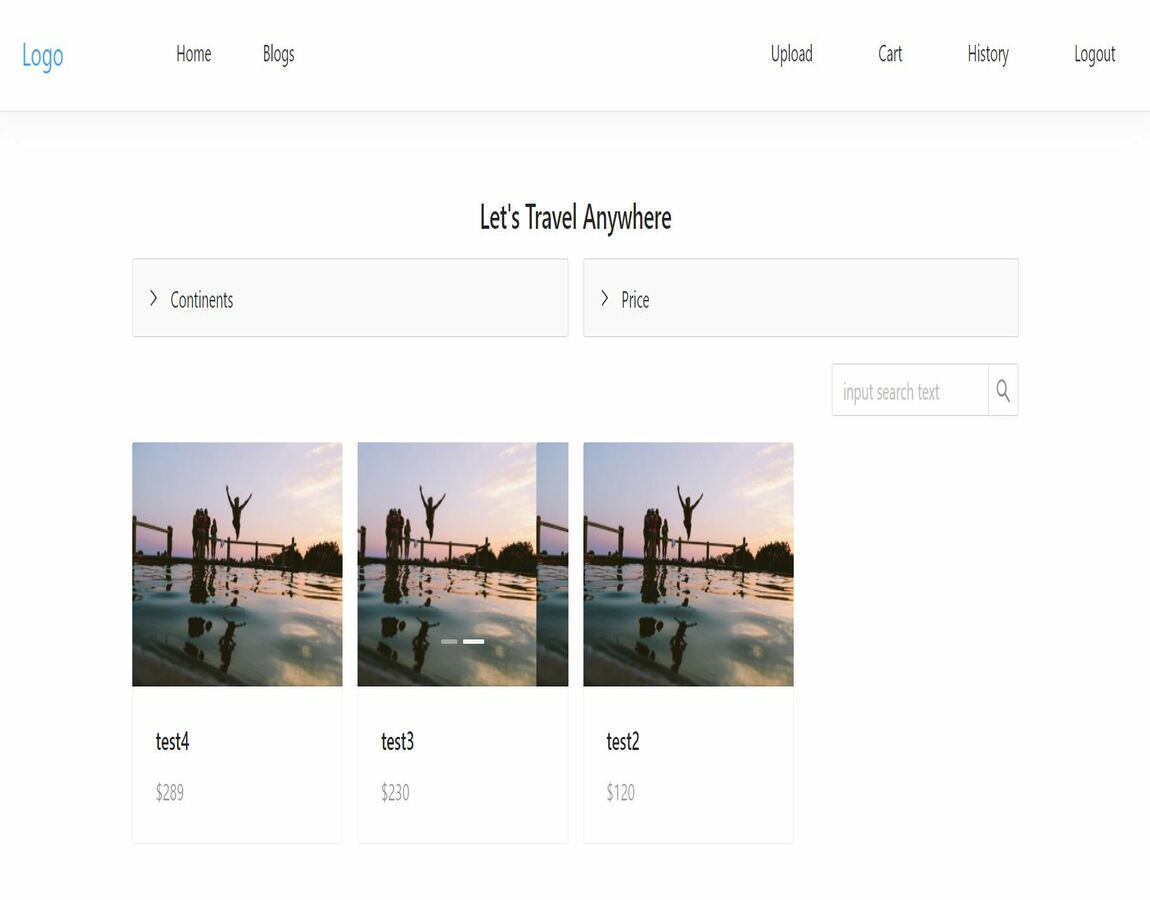 Logo Home Blogs Upload Cart History Logout
Let's Travel Anywhere
Continents Price
input search text
test4 test3 test2
$289 $230 $120